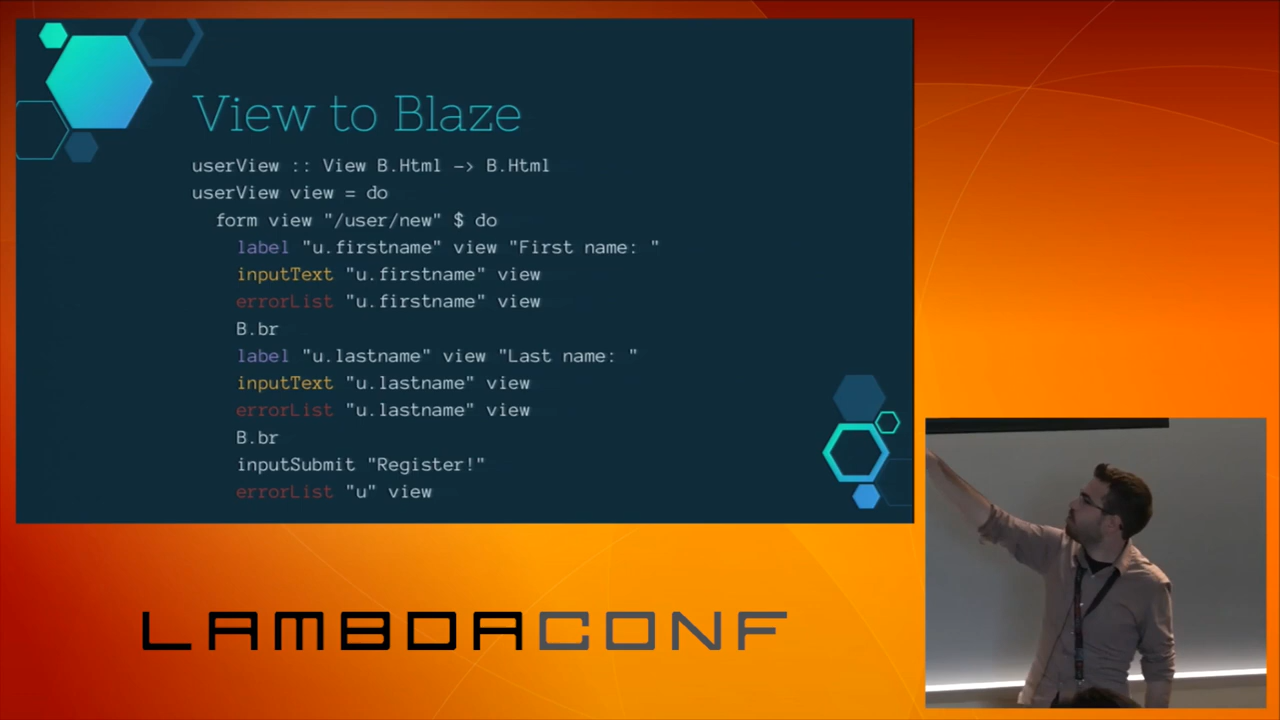 View to Blaze
userView :: View B.Html -> B.Html
userView view = do
form view "/user/new" $ do
label "u.firstname" view "First name: "
inputText "u.firstname" view
errorList "u.firstname" view
B.br
label "u.lastname" view "Last name: "
inputText "u.lastname" view
errorList "u.lastname" view
B.br
inputSubmit "Register!"
errorList "u" view
LAMBDACONF